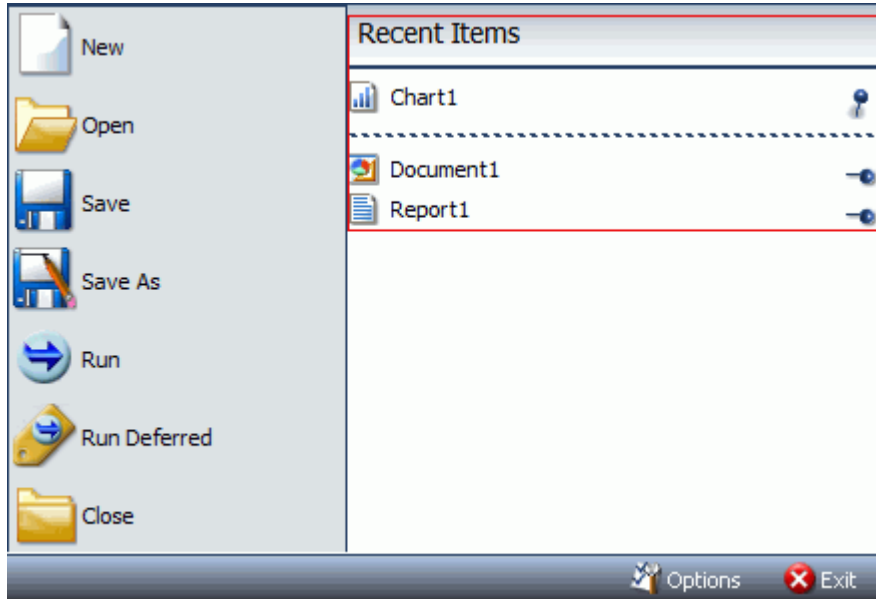 New
Open
Save
Save As
Run
Run Deferred
Close
Recent Items
Chart1
Document1
Report1
Options
Exit